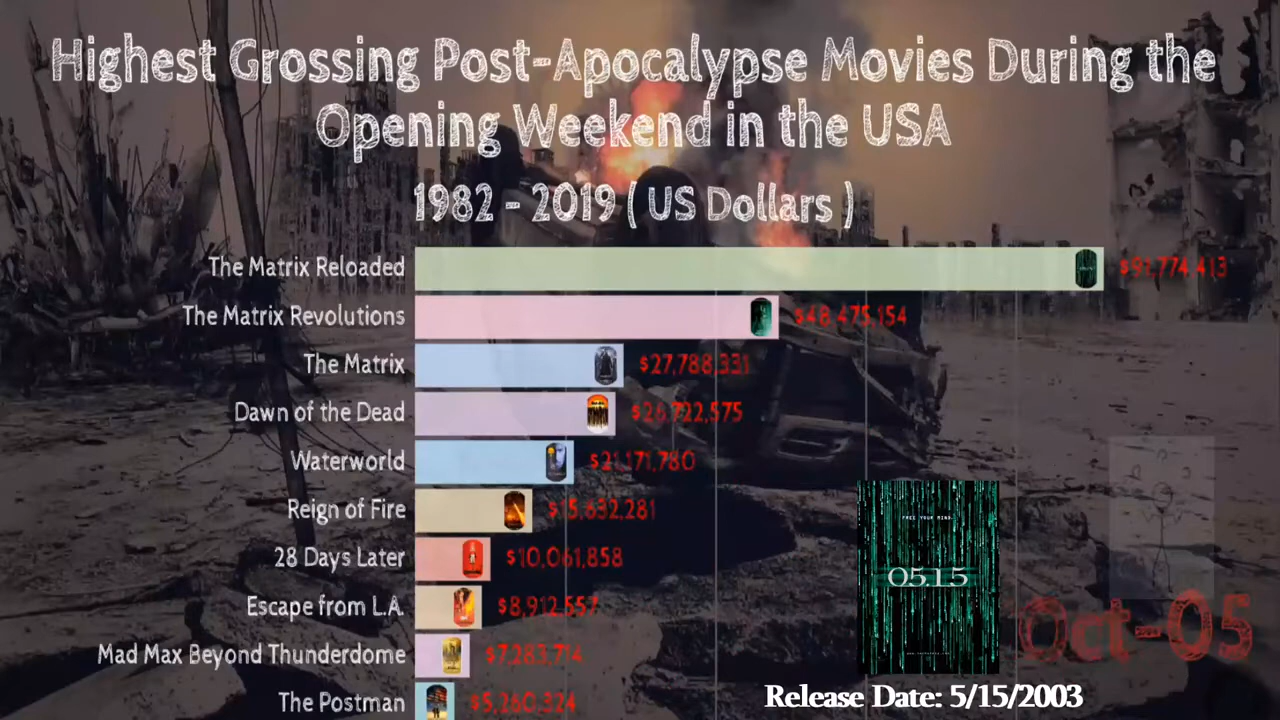 Highest Grossing Post-Apocalypse Movies During the
Opening Weekend in the USA
1982 - 2019 ( US Dollars )
The Matrix Reloaded $91,774,413
The Matrix Revolutions $48,475,154
The Matrix $27,788,331
Dawn of the Dead $26,722,575
Waterworld $21,171,780
Reign of Fire $15,632,281
28 Days Later $10,061,858
Escape from L.A. $8,912,557
Mad Max Beyond Thunderdome $7,283,714
The Postman $5,260,324
FREE YOUR MIND.
05.15
Oct-05
Release Date: 5/15/2003